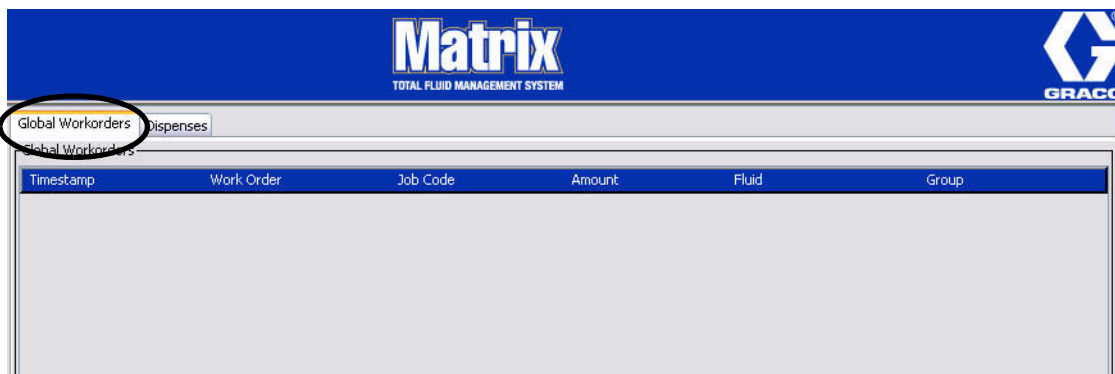 Matrix
TOTAL FLUID MANAGEMENT SYSTEM
GRACO
Global Workorders Dispenses
Global Workorders
Timestamp Work Order Job Code Amount Fluid Group